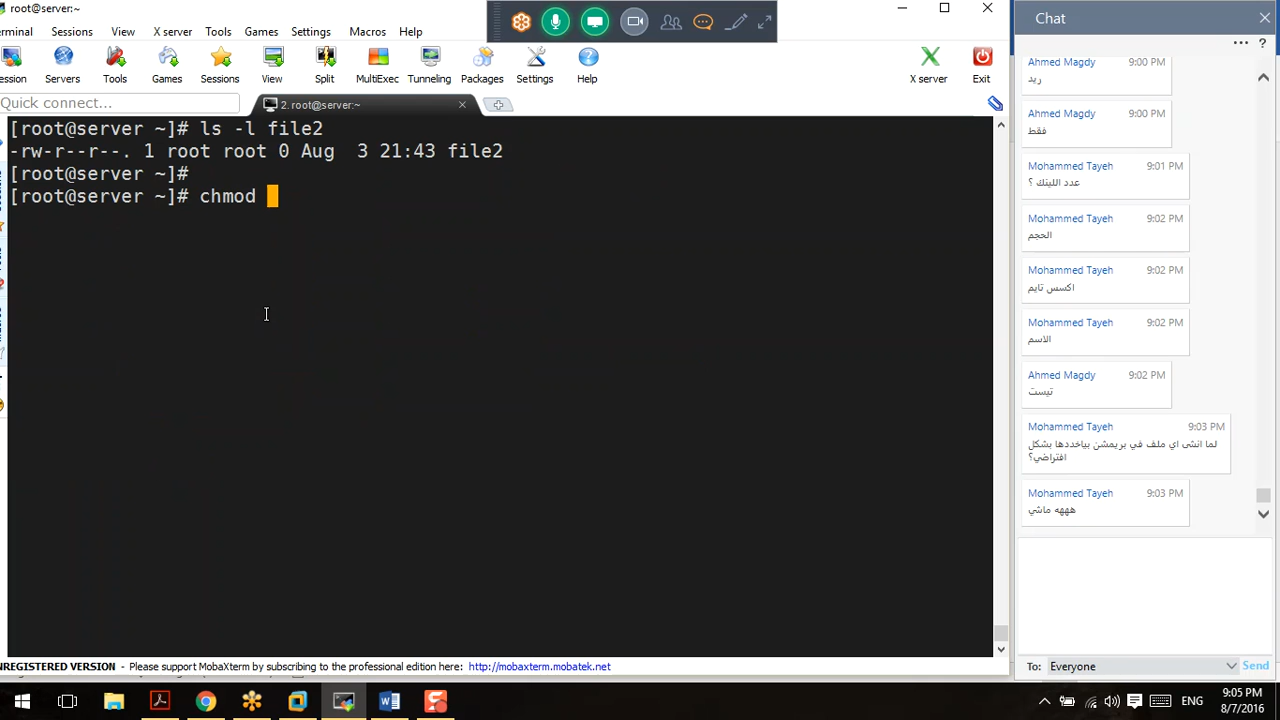 root@server:~
erminal Sessions View X server Tools Games Settings Macros Help
ession Servers Tools Games Sessions View Split MultiExec Tunneling Packages Settings Help X server Exit
Quick connect...
2. root@server:~
[root@server ~]# ls -l file2
-rw-r--r--. 1 root root 0 Aug  3 21:43 file2
[root@server ~]#
[root@server ~]# chmod
UNREGISTERED VERSION - Please support MobaXterm by subscribing to the professional edition here: http://mobaxterm.mobatek.net
Chat
Ahmed Magdy 9:00 PM
ريد
Ahmed Magdy 9:00 PM
فقط
Mohammed Tayeh 9:01 PM
عدد اللينك ؟
Mohammed Tayeh 9:02 PM
الحجم
Mohammed Tayeh 9:02 PM
اكسس تايم
Mohammed Tayeh 9:02 PM
الاسم
Ahmed Magdy 9:02 PM
تيست
Mohammed Tayeh 9:03 PM
لما انشى اي ملف في بريمشن بياخددها بشكل
افتراضي؟
Mohammed Tayeh 9:03 PM
هههه ماشي
To: Everyone Send
ENG
9:05 PM
8/7/2016